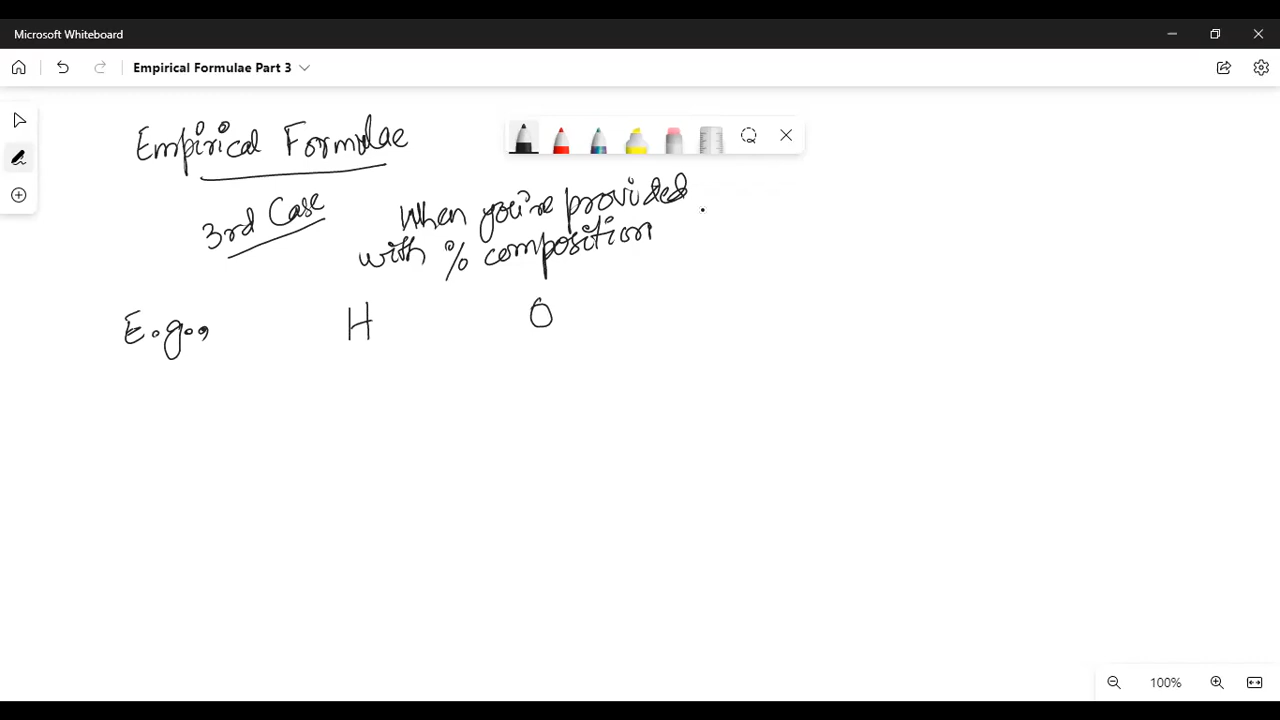 Microsoft Whiteboard
Empirical Formulae Part 3
Empirical Formulae
3rd Case
When you're provided
with % composition
E.g., H O
100%